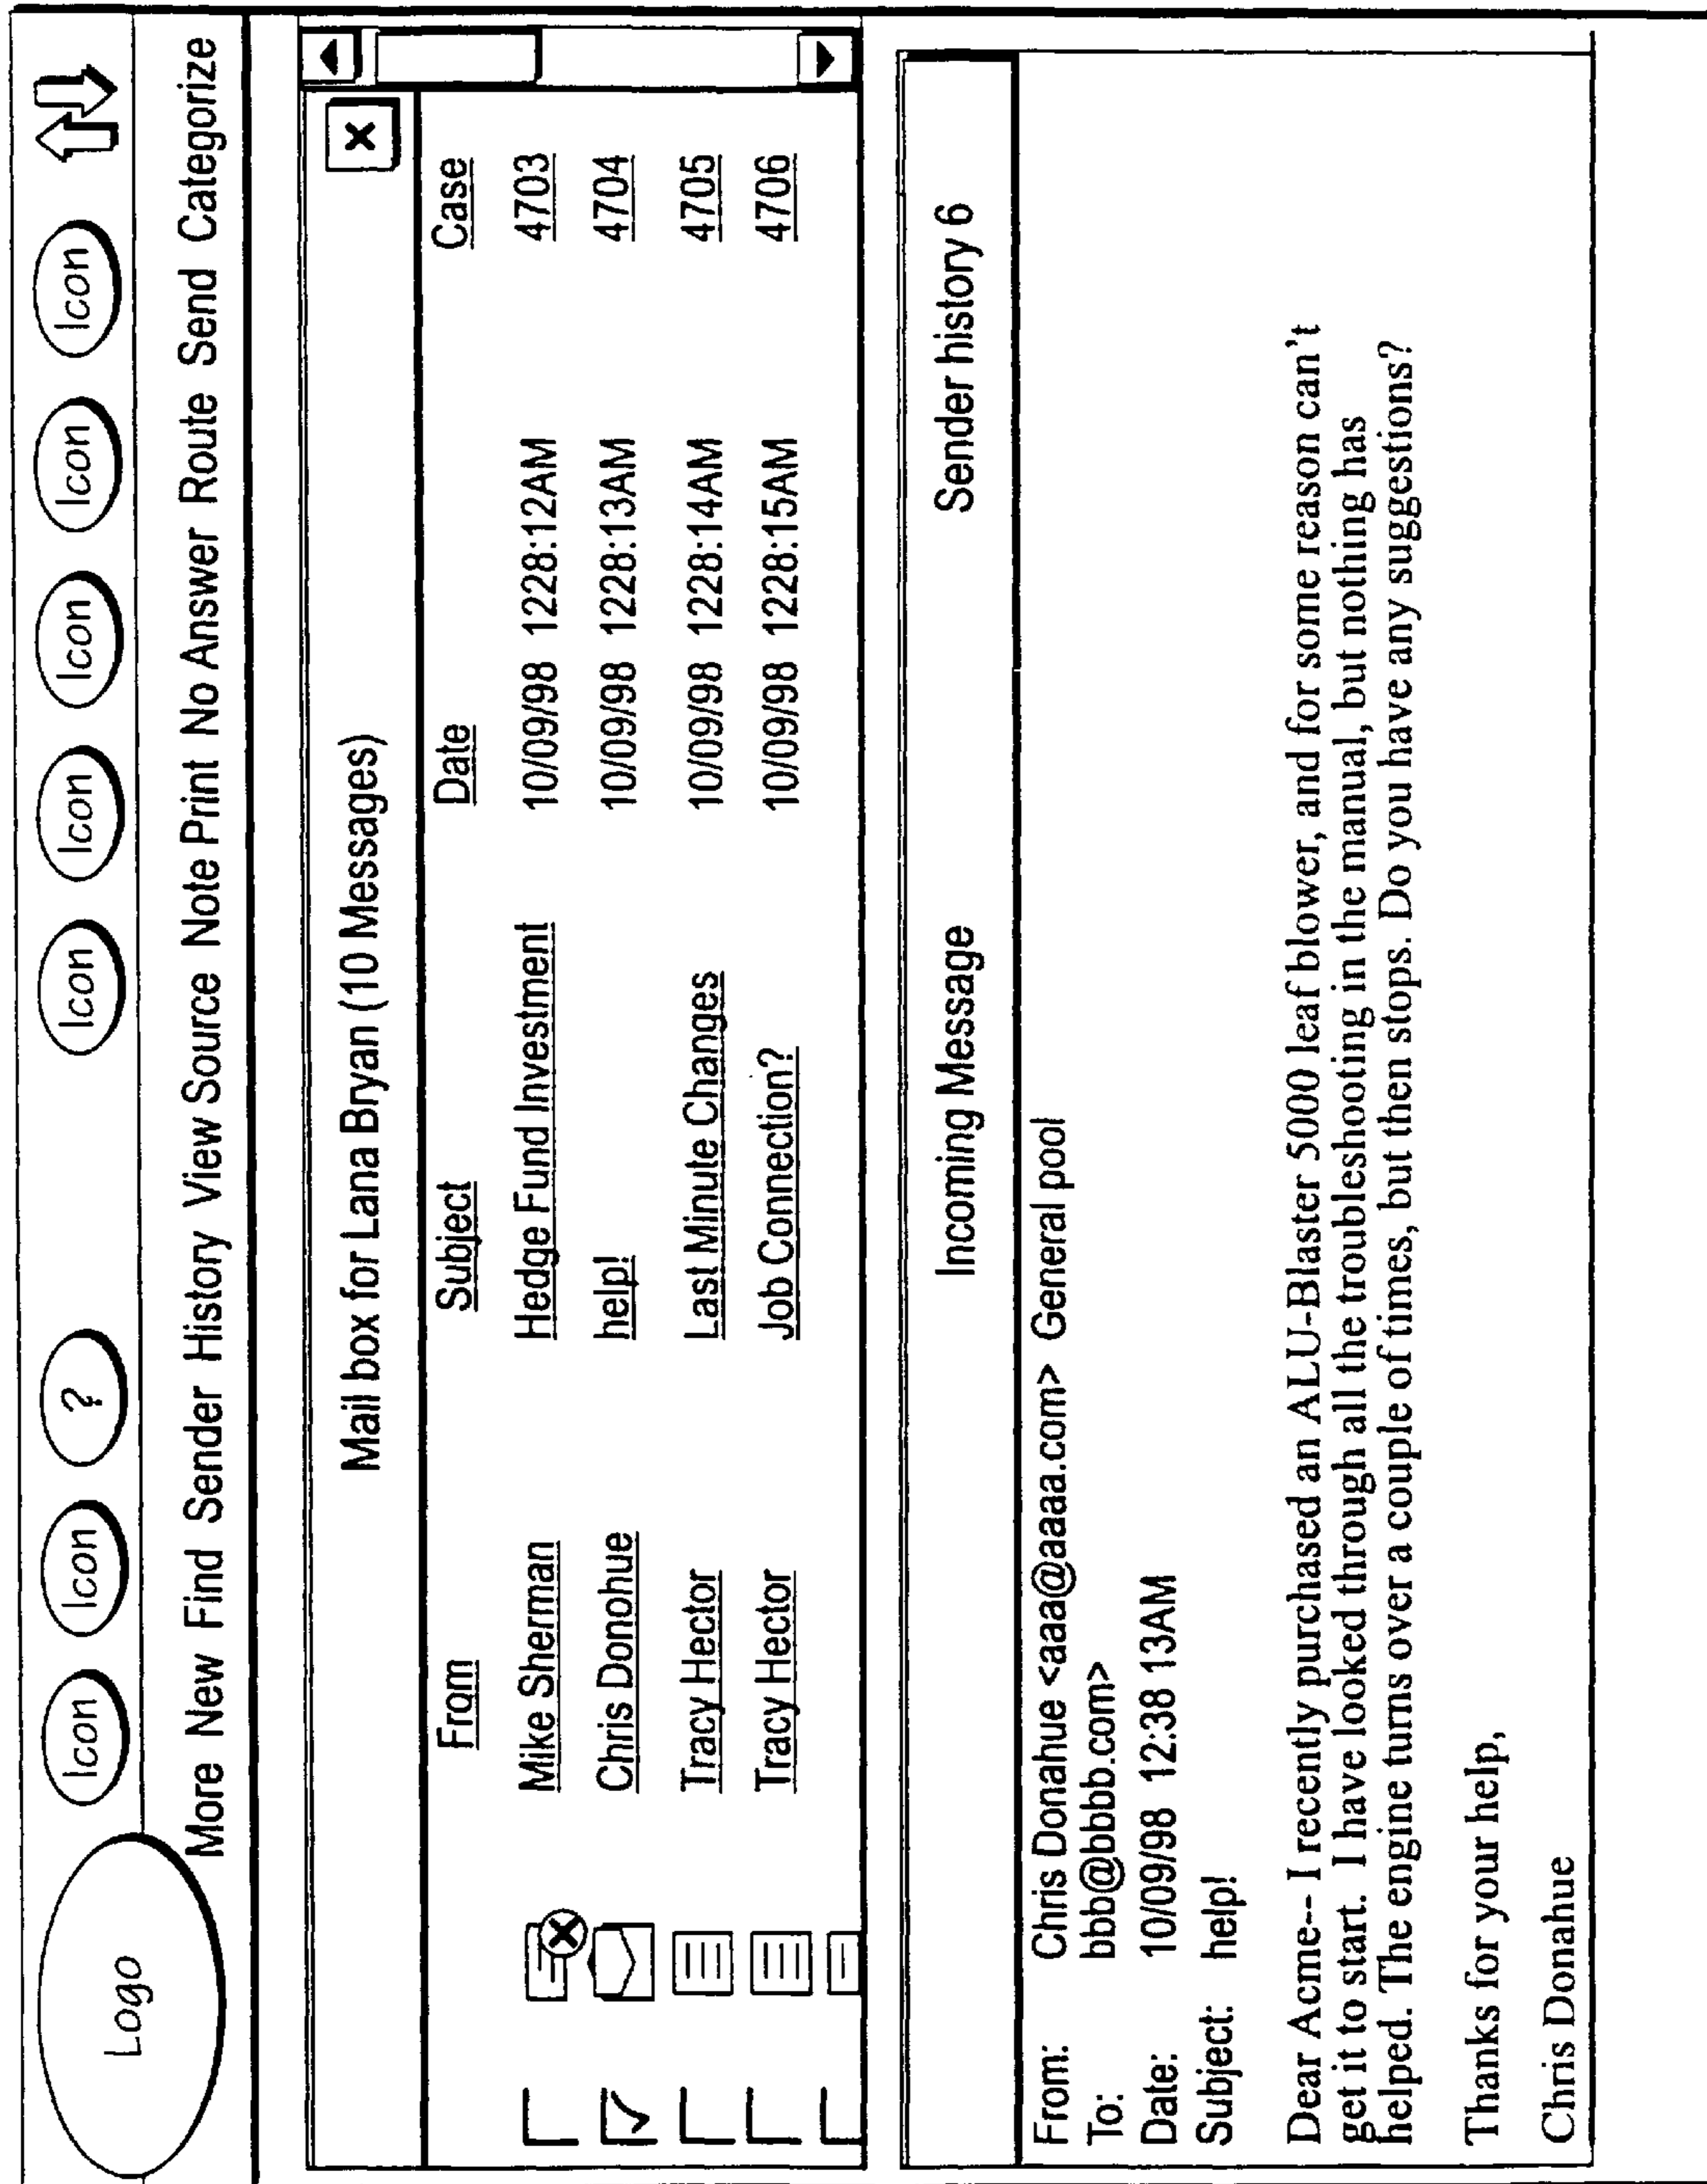 Logo Icon Icon ? Icon Icon Icon Icon Icon
More New Find Sender History View Source Note Print No Answer Route Send Categorize
Mail box for Lana Bryan (10 Messages)
From Subject Date Case
Mike Sherman Hedge Fund Investment 10/09/98 1228:12AM 4703
Chris Donohue help! 10/09/98 1228:13AM 4704
Tracy Hector Last Minute Changes 10/09/98 1228:14AM 4705
Tracy Hector Job Connection? 10/09/98 1228:15AM 4706
Incoming Message Sender history 6
From: Chris Donahue <aaa@aaaa.com> General pool
To: bbb@bbbb.com>
Date: 10/09/98 12:38 13AM
Subject: help!
Dear Acme-- I recently purchased an ALU-Blaster 5000 leaf blower, and for some reason can't
get it to start. I have looked through all the troubleshooting in the manual, but nothing has
helped. The engine turns over a couple of times, but then stops. Do you have any suggestions?
Thanks for your help,
Chris Donahue